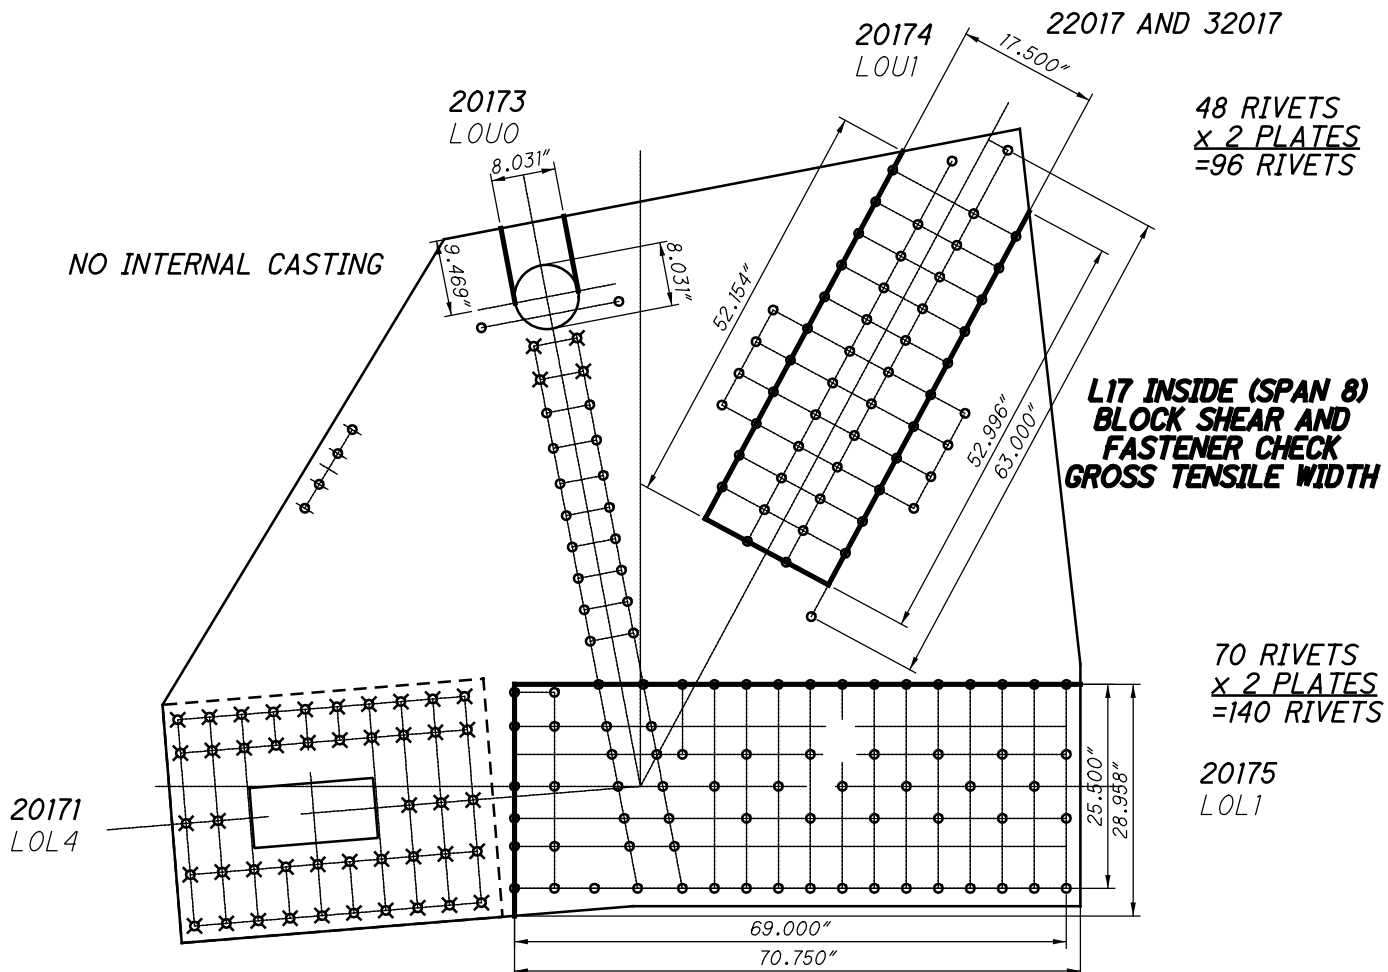 22017 AND 32017
20174
LOU1
17.500"
48 RIVETS
x 2 PLATES
=96 RIVETS
20173
LOU0
8.031"
NO INTERNAL CASTING
9.469"
8.031"
52.154"
L17 INSIDE (SPAN 8)
BLOCK SHEAR AND
FASTENER CHECK
GROSS TENSILE WIDTH
52.996"
63.000"
70 RIVETS
x 2 PLATES
=140 RIVETS
20175
LOL1
25.500"
28.958"
20171
LOL4
69.000"
70.750"